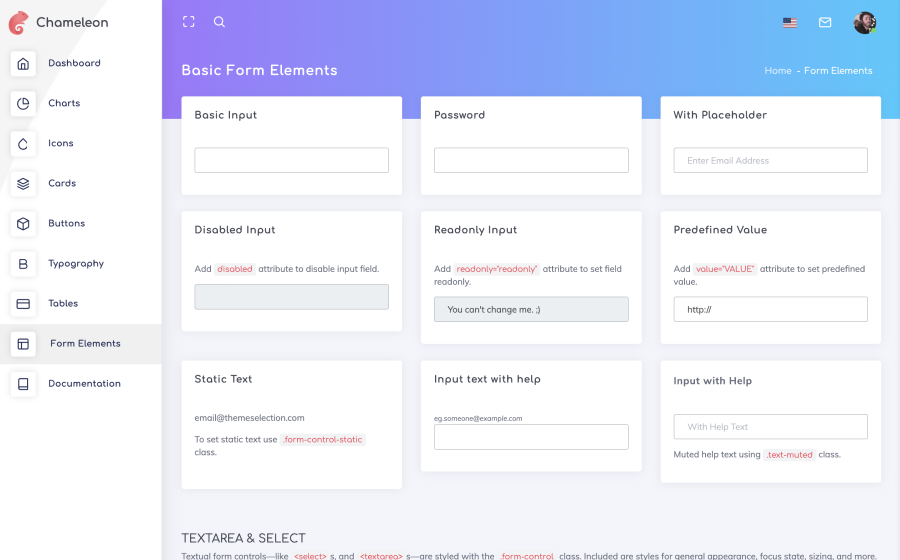 Chameleon
Dashboard
Charts
Icons
Cards
Buttons
Typography
Tables
Form Elements
Documentation
Basic Form Elements
Home - Form Elements
Basic Input
Password
With Placeholder
Enter Email Address
Disabled Input
Add disabled attribute to disable input field.
Readonly Input
Add readonly="readonly" attribute to set field
readonly.
You can't change me. ;)
Predefined Value
Add value="VALUE" attribute to set predefined
value.
http://
Static Text
email@themeselection.com
To set static text use .form-control-static
class.
Input text with help
eg.someone@example.com
Input with Help
With Help Text
Muted help text using .text-muted class.
TEXTAREA & SELECT
Textual form controls—like <select> s, and <textarea> s—are styled with the .form-control class. Included are styles for general appearance, focus state, sizing, and more.